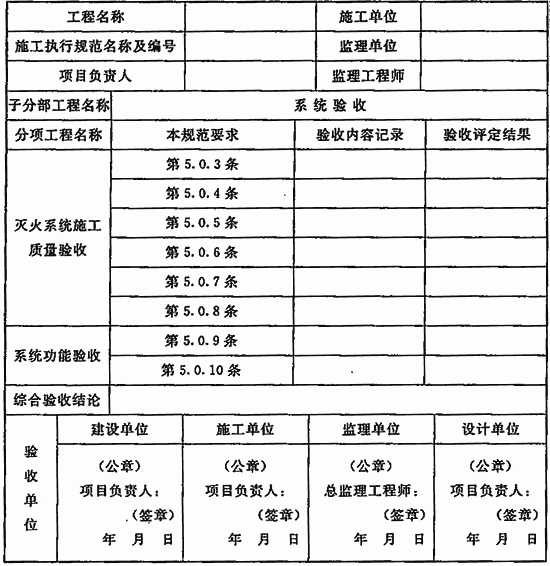 工程名称 施工单位
施工执行规范名称及编号 监理单位
项目负责人 监理工程师
子分部工程名称 系统验收
分项工程名称 本规范要求 验收内容记录 验收评定结果
灭火系统施工
质量验收
第5.0.3条
第5.0.4条
第5.0.5条
第5.0.6条
第5.0.7条
第5.0.8条
系统功能验收
第5.0.9条
第5.0.10条
综合验收结论
验收单位
建设单位 施工单位 监理单位 设计单位
(公章) (公章) (公章) (公章)
项目负责人: 项目负责人: 总监理工程师: 项目负责人:
(签章) (签章) (签章) (签章)
年 月 日 年 月 日 年 月 日 年 月 日